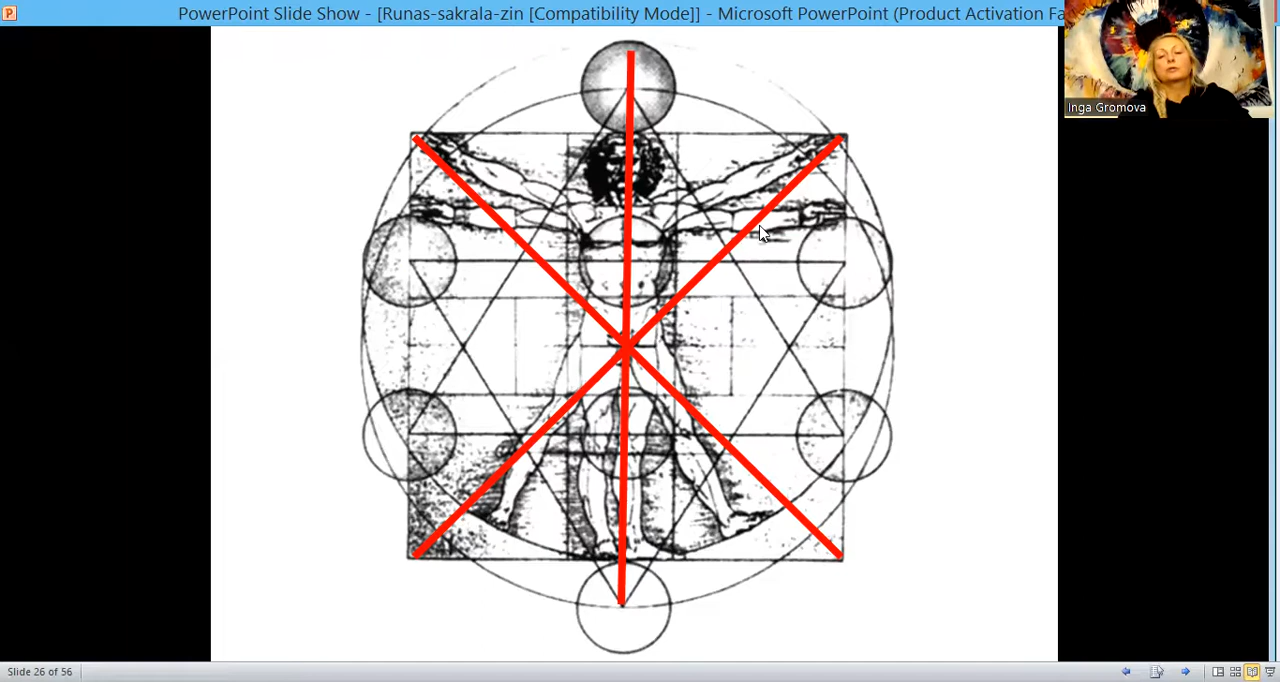 PowerPoint Slide Show - [Runas-sakrala-zin [Compatibility Mode]] - Microsoft PowerPoint (Product Activation Fa
Inga Gromova
Slide 26 of 56